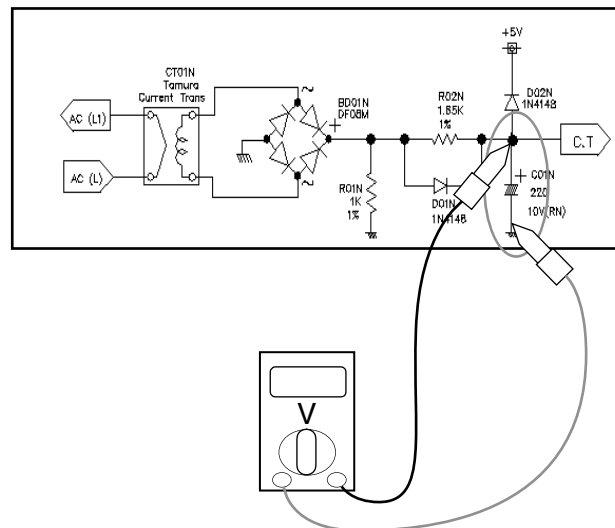 +5V
CT01N
Tamura
Current Trans
AC (L1)
AC (L)
~
BD01N
DF08M
+
~
R01N
1K
1%
R02N
1.85K
1%
D01N
1N4148
D02N
1N4148
C.T
+
C01N
220
10V(RN)
V